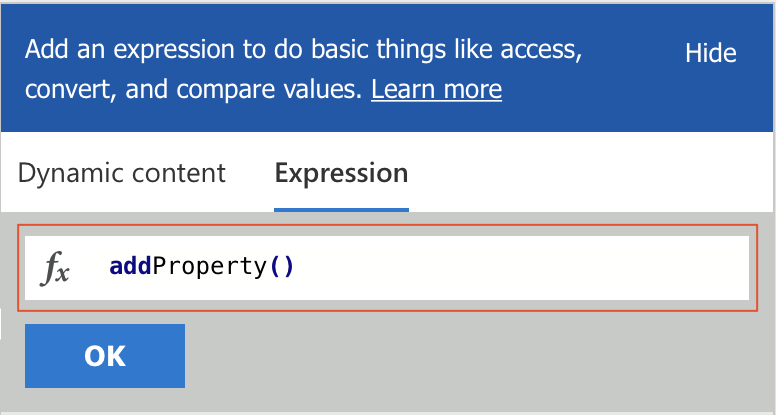 Add an expression to do basic things like access,
Hide
convert, and compare values. Learn more
Dynamic content
Expression
fx
addProperty()
OK